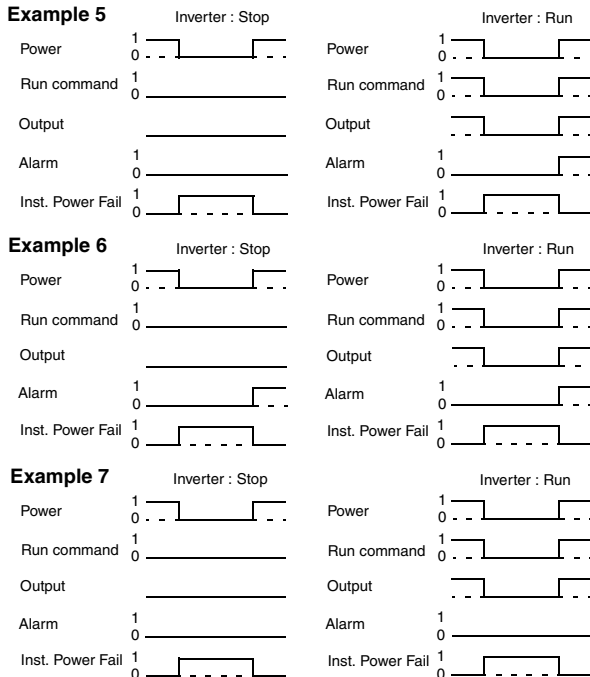 Example 5
Inverter : Stop
Inverter : Run
Power 1 0
Power 1 0
Run command 1 0
Run command 1 0
Output
Output
Alarm 1 0
Alarm 1 0
Inst. Power Fail 1 0
Inst. Power Fail 1 0
Example 6
Inverter : Stop
Inverter : Run
Power 1 0
Power 1 0
Run command 1 0
Run command 1 0
Output
Output
Alarm 1 0
Alarm 1 0
Inst. Power Fail 1 0
Inst. Power Fail 1 0
Example 7
Inverter : Stop
Inverter : Run
Power 1 0
Power 1 0
Run command 1 0
Run command 1 0
Output
Output
Alarm 1 0
Alarm 1 0
Inst. Power Fail 1 0
Inst. Power Fail 1 0